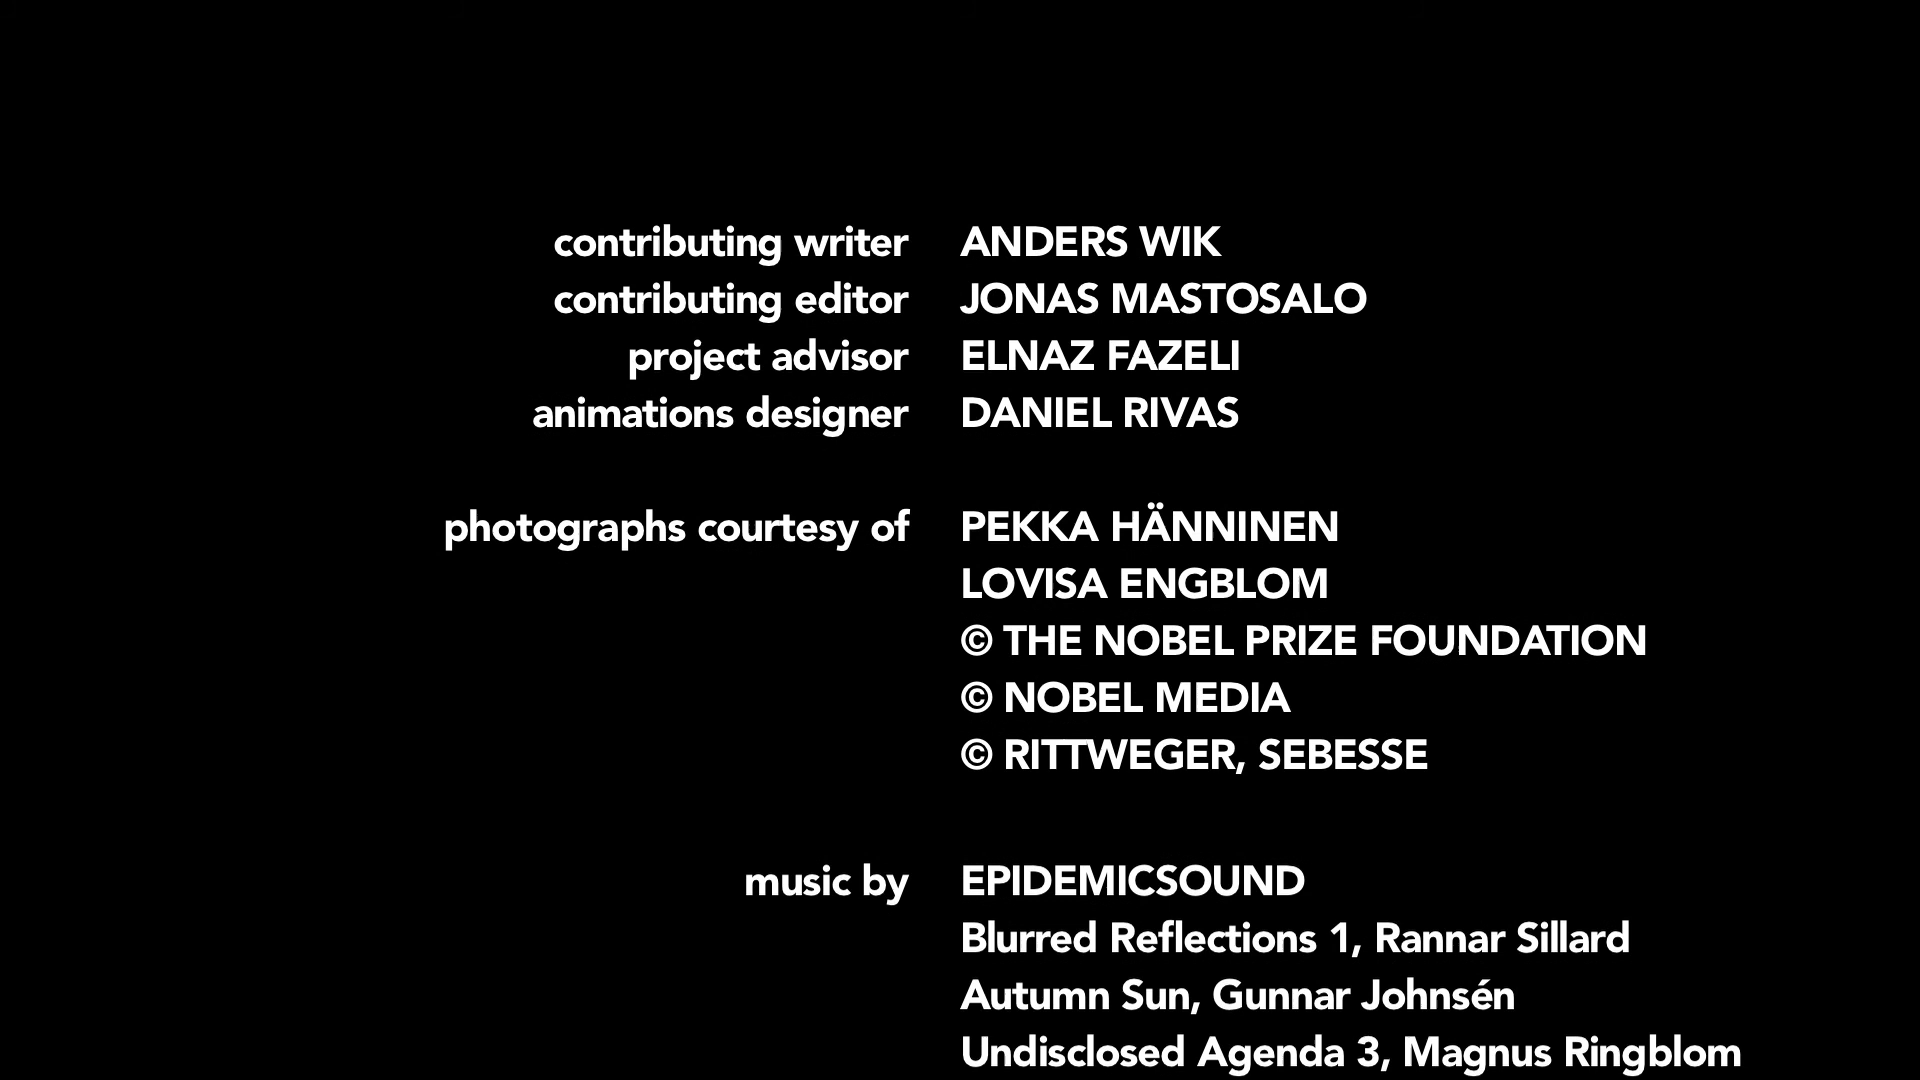 contributing writer ANDERS WIK
contributing editor JONAS MASTOSALO
project advisor ELNAZ FAZELI
animations designer DANIEL RIVAS
photographs courtesy of PEKKA HÄNNINEN
LOVISA ENGBLOM
© THE NOBEL PRIZE FOUNDATION
© NOBEL MEDIA
© RITTWEGER, SEBESSE
music by EPIDEMICSOUND
Blurred Reflections 1, Rannar Sillard
Autumn Sun, Gunnar Johnsén
Undisclosed Agenda 3, Magnus Ringblom